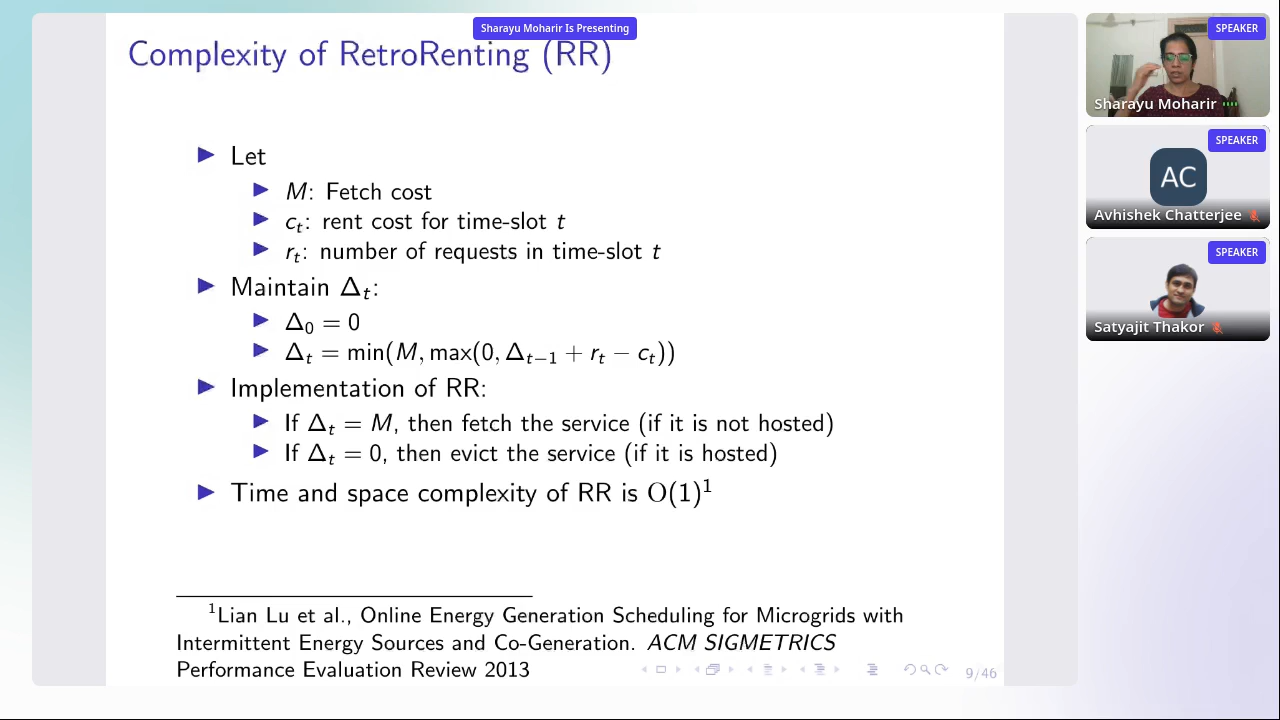 Sharayu Moharir Is Presenting
Complexity of RetroRenting (RR)
Let
M: Fetch cost
c_t: rent cost for time-slot t
r_t: number of requests in time-slot t
Maintain Δ_t:
Δ_0 = 0
Δ_t = min(M, max(0, Δ_{t−1} + r_t − c_t))
Implementation of RR:
If Δ_t = M, then fetch the service (if it is not hosted)
If Δ_t = 0, then evict the service (if it is hosted)
Time and space complexity of RR is O(1)¹
¹Lian Lu et al., Online Energy Generation Scheduling for Microgrids with
Intermittent Energy Sources and Co-Generation. ACM SIGMETRICS
Performance Evaluation Review 2013
9/46
SPEAKER
Sharayu Moharir
SPEAKER
AC
Avhishek Chatterjee
SPEAKER
Satyajit Thakor